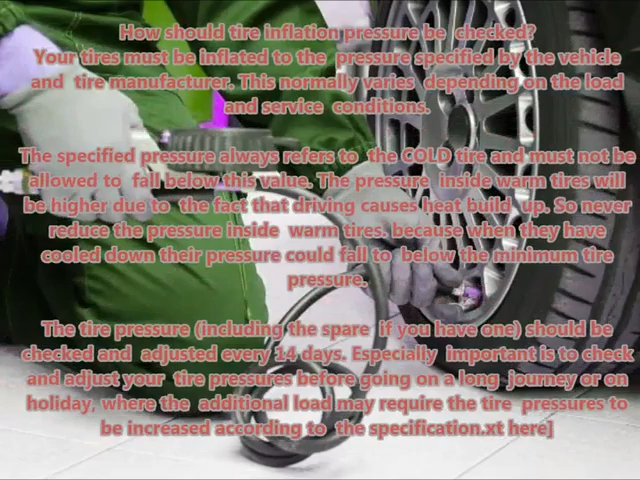 How should tire inflation pressure be checked?
Your tires must be inflated to the pressure specified by the vehicle
and tire manufacturer. This normally varies depending on the load
and service conditions.
The specified pressure always refers to the COLD tire and must not be
allowed to fall below this value. The pressure inside warm tires will
be higher due to the fact that driving causes heat build up. So never
reduce the pressure inside warm tires. because when they have
cooled down their pressure could fall to below the minimum tire
pressure.
The tire pressure (including the spare if you have one) should be
checked and adjusted every 14 days. Especially important is to check
and adjust your tire pressures before going on a long journey or on
holiday, where the additional load may require the tire pressures to
be increased according to the specification.xt here]